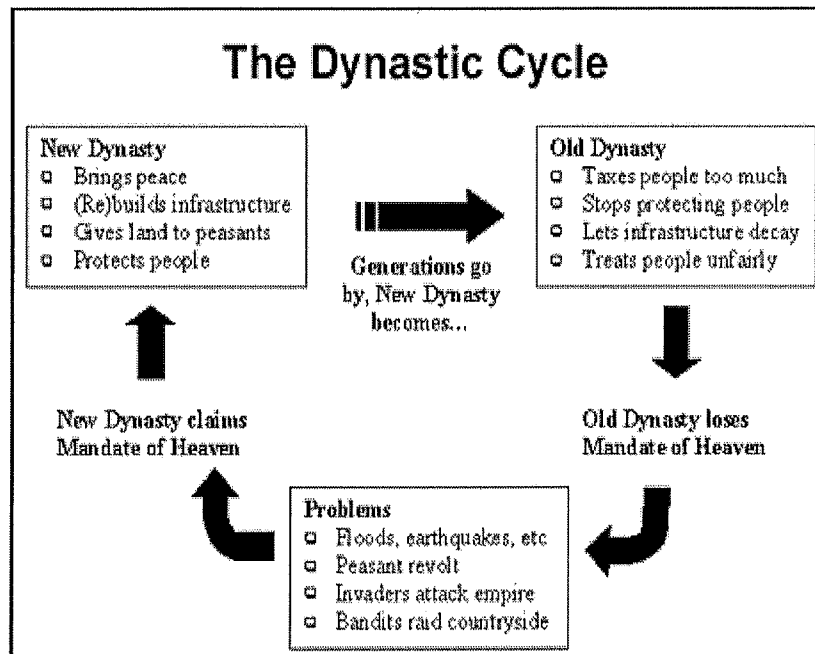 The Dynastic Cycle
New Dynasty
Brings peace
(Re)builds infrastructure
Gives land to peasants
Protects people
Generations go
by, New Dynasty
becomes...
Old Dynasty
Taxes people too much
Stops protecting people
Lets infrastructure decay
Treats people unfairly
Old Dynasty loses
Mandate of Heaven
Problems
Floods, earthquakes, etc
Peasant revolt
Invaders attack empire
Bandits raid countryside
New Dynasty claims
Mandate of Heaven